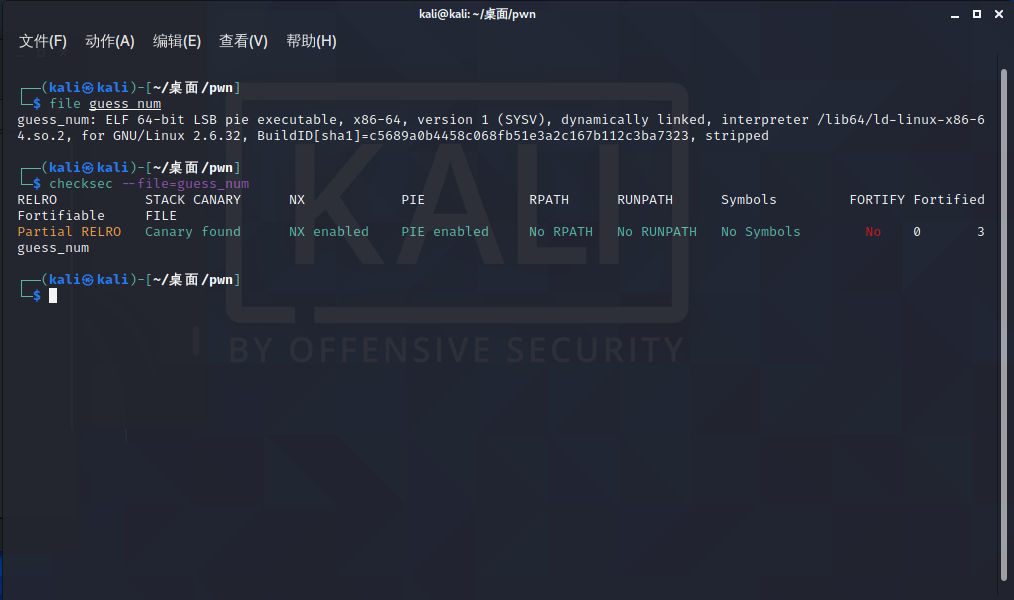 kali@kali: ~/桌面/pwn
文件(F) 动作(A) 编辑(E) 查看(V) 帮助(H)
┌──(kali㉿kali)-[~/桌面/pwn]
└─$ file guess_num
guess_num: ELF 64-bit LSB pie executable, x86-64, version 1 (SYSV), dynamically linked, interpreter /lib64/ld-linux-x86-6
4.so.2, for GNU/Linux 2.6.32, BuildID[sha1]=c5689a0b4458c068fb51e3a2c167b112c3ba7323, stripped
┌──(kali㉿kali)-[~/桌面/pwn]
└─$ checksec --file=guess_num
RELRO STACK CANARY NX PIE RPATH RUNPATH Symbols FORTIFY Fortified
Fortifiable FILE
Partial RELRO Canary found NX enabled PIE enabled No RPATH No RUNPATH No Symbols No 0 3
guess_num
┌──(kali㉿kali)-[~/桌面/pwn]
└─$
KALI
BY OFFENSIVE SECURITY